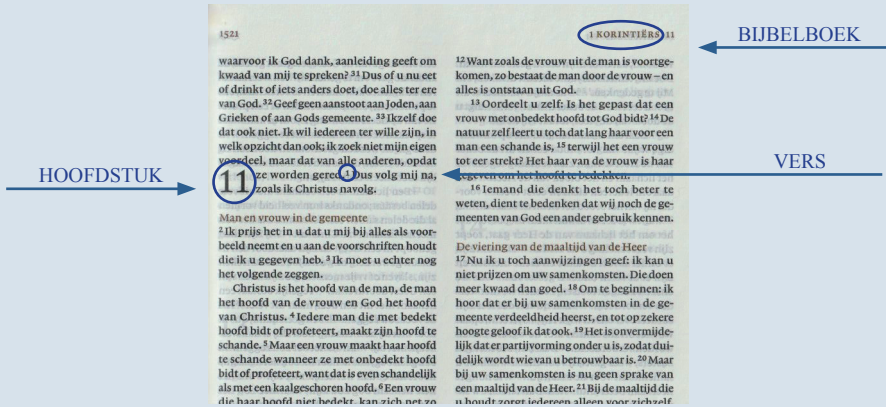 1521
1 KORINTIËRS 11
BIJBELBOEK
HOOFDSTUK
VERS
waarvoor ik God dank, aanleiding geeft om
kwaad van mij te spreken? 31 Dus of u nu eet
of drinkt of iets anders doet, doe alles ter ere
van God. 32 Geef geen aanstoot aan Joden, aan
Grieken of aan Gods gemeente. 33 Ikzelf doe
dat ook niet. Ik wil iedereen ter wille zijn, in
welk opzicht dan ook; ik zoek niet mijn eigen
voordeel, maar dat van alle anderen, opdat
11 ze worden gered. 1 Dus volg mij na,
zoals ik Christus navolg.
Man en vrouw in de gemeente
2 Ik prijs het in u dat u mij bij alles als voor-
beeld neemt en u aan de voorschriften houdt
die ik u gegeven heb. 3 Ik moet u echter nog
het volgende zeggen.
Christus is het hoofd van de man, de man
het hoofd van de vrouw en God het hoofd
van Christus. 4 Iedere man die met bedekt
hoofd bidt of profeteert, maakt zijn hoofd te
schande. 5 Maar een vrouw maakt haar hoofd
te schande wanneer ze met onbedekt hoofd
bidt of profeteert, want dat is even schandelijk
als met een kaalgeschoren hoofd. 6 Een vrouw
die haar hoofd niet bedekt, kan zich net zo
12 Want zoals de vrouw uit de man is voortge-
komen, zo bestaat de man door de vrouw – en
alles is ontstaan uit God.
13 Oordeelt u zelf: Is het gepast dat een
vrouw met onbedekt hoofd tot God bidt? 14 De
natuur zelf leert u toch dat lang haar voor een
man een schande is, 15 terwijl het een vrouw
tot eer strekt? Het haar van de vrouw is haar
gegeven om het hoofd te bedekken.
16 Iemand die denkt het toch beter te
weten, dient te bedenken dat wij noch de ge-
meenten van God een ander gebruik kennen.
De viering van de maaltijd van de Heer
17 Nu ik u toch aanwijzingen geef: ik kan u
niet prijzen om uw samenkomsten. Die doen
meer kwaad dan goed. 18 Om te beginnen: ik
hoor dat er bij uw samenkomsten in de ge-
meente verdeeldheid heerst, en tot op zekere
hoogte geloof ik dat ook. 19 Het is onvermijde-
lijk dat er partijvorming onder u is, zodat dui-
delijk wordt wie van u betrouwbaar is. 20 Maar
bij uw samenkomsten is nu geen sprake van
een maaltijd van de Heer. 21 Bij de maaltijd die
u houdt zorgt iedereen alleen voor zichzelf,